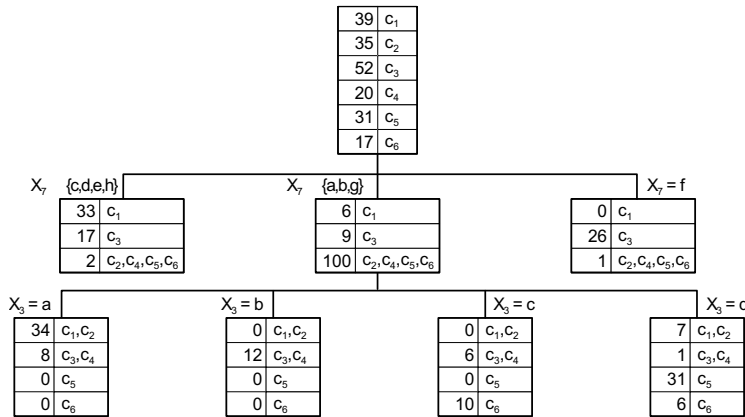 39 c₁
35 c₂
52 c₃
20 c₄
31 c₅
17 c₆
X₇ {c,d,e,h}
X₇ {a,b,g}
X₇ = f
33 c₁
17 c₃
2 c₂,c₄,c₅,c₆
6 c₁
9 c₃
100 c₂,c₄,c₅,c₆
0 c₁
26 c₃
1 c₂,c₄,c₅,c₆
X₃ = a
X₃ = b
X₃ = c
X₃ = d
34 c₁,c₂
8 c₃,c₄
0 c₅
0 c₆
0 c₁,c₂
12 c₃,c₄
0 c₅
0 c₆
0 c₁,c₂
6 c₃,c₄
0 c₅
10 c₆
7 c₁,c₂
1 c₃,c₄
31 c₅
6 c₆